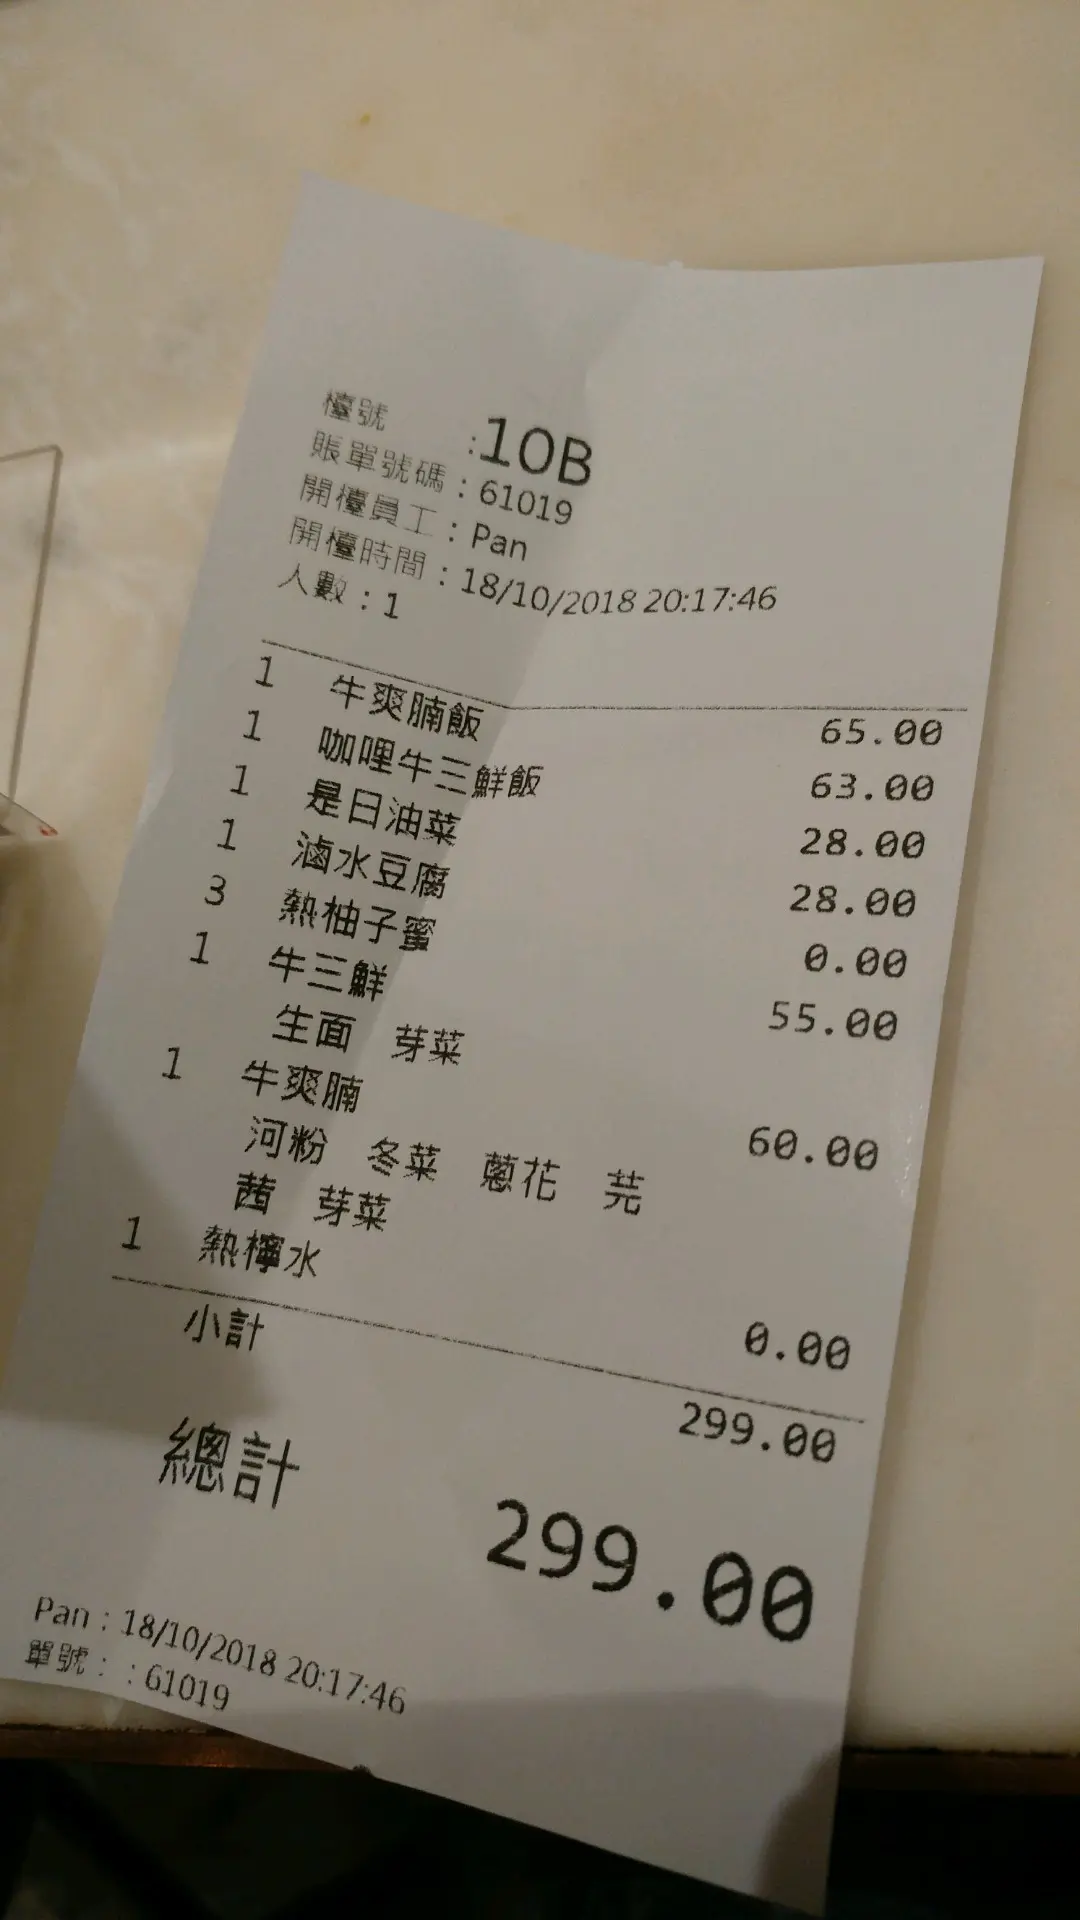 檯號 :10B
賬單號碼 : 61019
開檯員工 : Pan
開檯時間 : 18/10/2018 20:17:46
人數 : 1
1 牛爽腩飯 65.00
1 咖哩牛三鮮飯 63.00
1 是日油菜 28.00
1 滷水豆腐 28.00
3 熱柚子蜜 0.00
1 牛三鮮 55.00
生面 芽菜
1 牛爽腩 60.00
河粉 冬菜 蔥花 芫
茜 芽菜
1 熱檸水 0.00
小計 299.00
總計 299.00
Pan : 18/10/2018 20:17:46
單號: : 61019